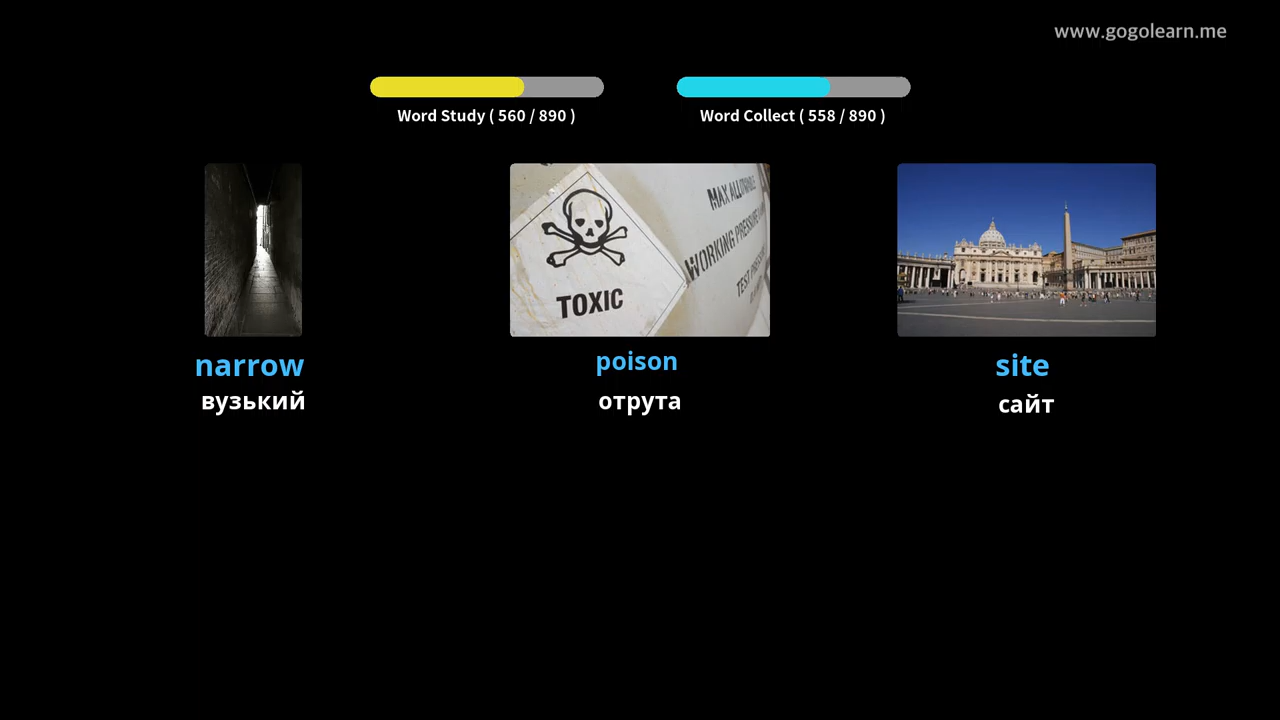 www.gogolearn.me
Word Study ( 560 / 890 )
Word Collect ( 558 / 890 )
TOXIC
MAX
WORKING PRESSURE
TEST
narrow
poison
site
вузький
отрута
сайт